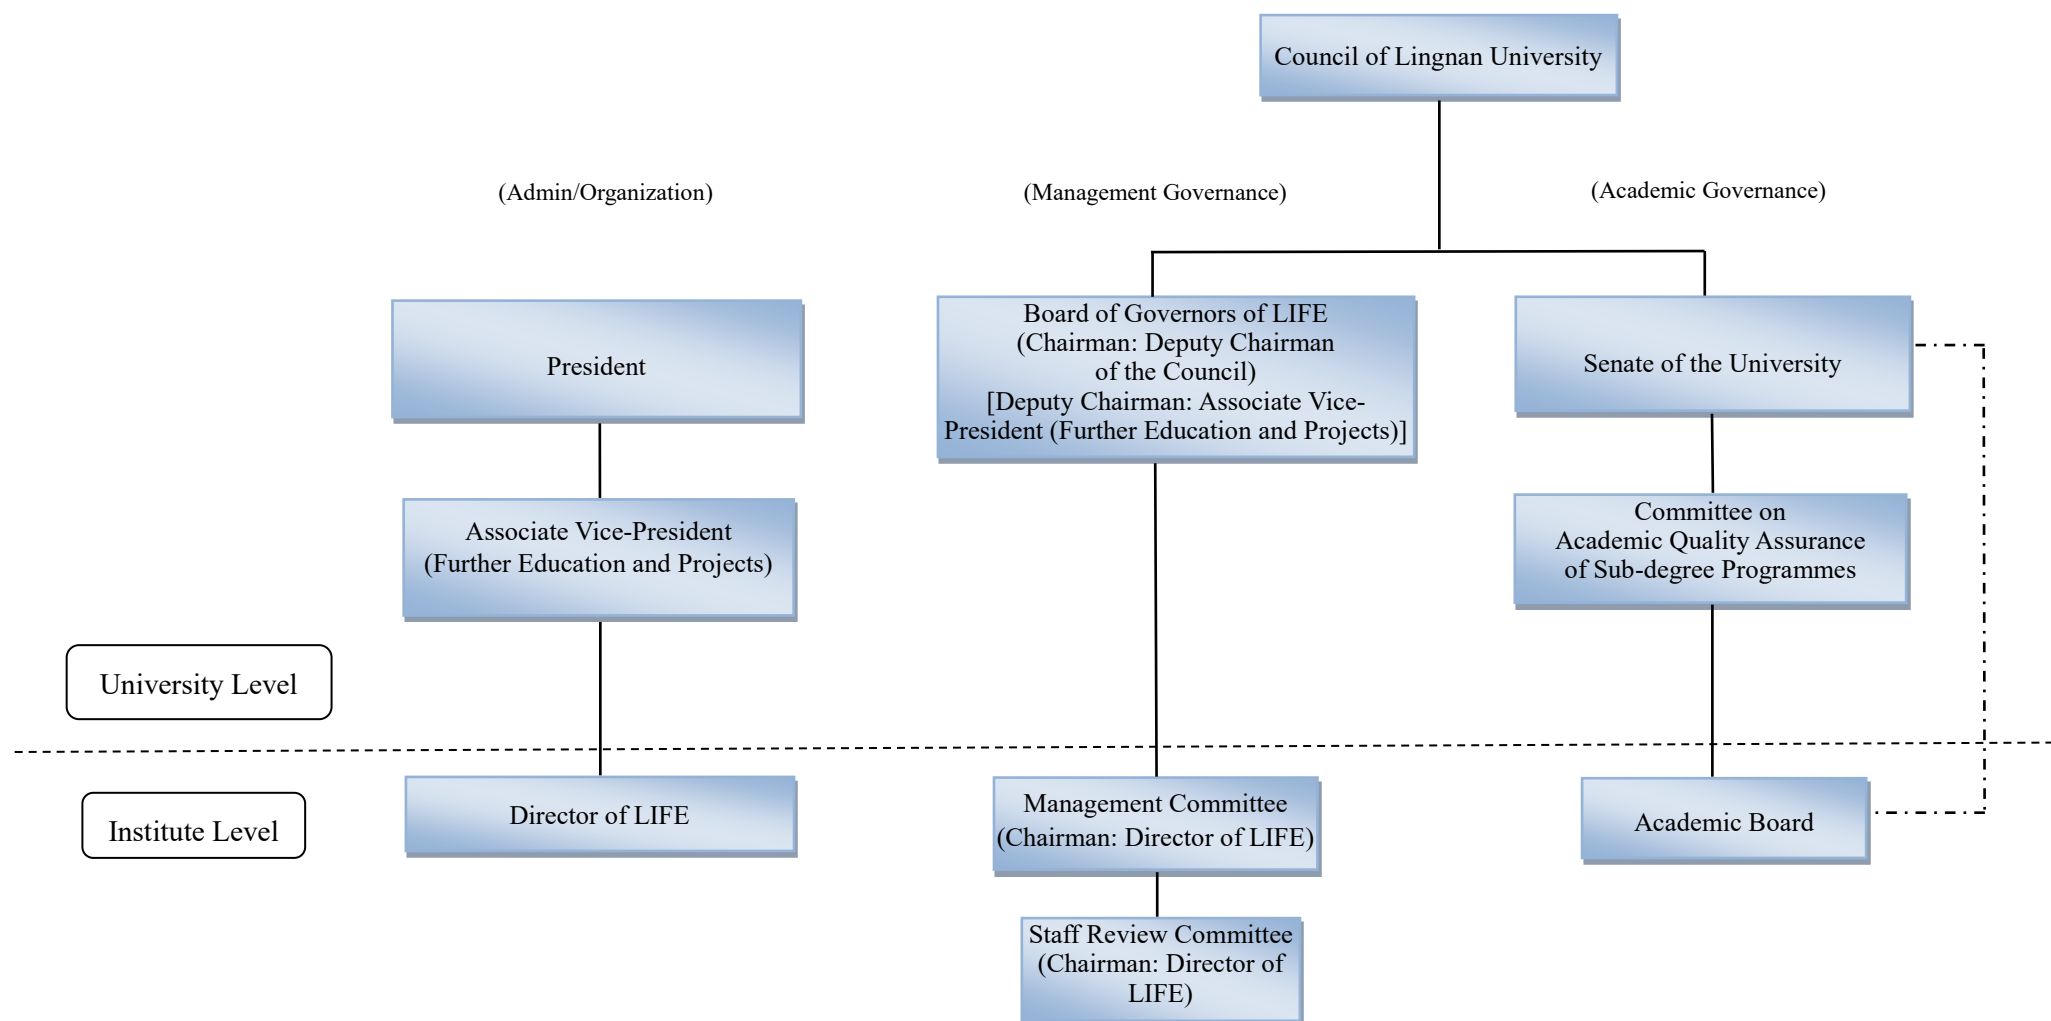 Council of Lingnan University
(Admin/Organization)
(Management Governance)
(Academic Governance)
President
Board of Governors of LIFE
(Chairman: Deputy Chairman
of the Council)
[Deputy Chairman: Associate Vice-
President (Further Education and Projects)]
Senate of the University
Associate Vice-President
(Further Education and Projects)
Committee on
Academic Quality Assurance
of Sub-degree Programmes
University Level
Institute Level
Director of LIFE
Management Committee
(Chairman: Director of LIFE)
Academic Board
Staff Review Committee
(Chairman: Director of
LIFE)